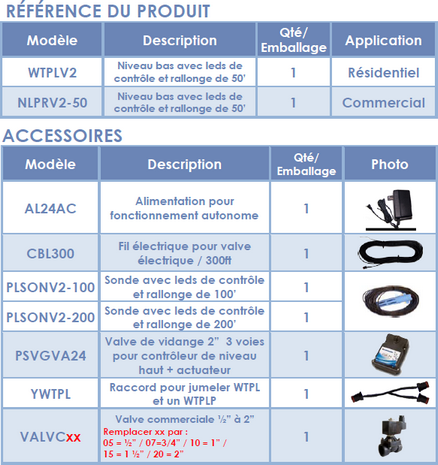 RÉFÉRENCE DU PRODUIT
Modèle
Description
Qté/
Emballage
Application
WTPLV2
Niveau bas avec leds de
contrôle et rallonge de 50'
1
Résidentiel
NLPRV2-50
Niveau bas avec leds de
contrôle et rallonge de 50'
1
Commercial
ACCESSOIRES
Modèle
Description
Qté/
Emballage
Photo
AL24AC
Alimentation pour
fonctionnement autonome
1
CBL300
Fil électrique pour valve
électrique / 300ft
1
PLSONV2-100
Sonde avec leds de contrôle
et rallonge de 100'
1
PLSONV2-200
Sonde avec leds de contrôle
et rallonge de 200'
1
PSVGVA24
Valve de vidange 2" 3 voies
pour contrôleur de niveau
haut + actuateur
1
YWTPL
Raccord pour jumeler WTPL
et un WTPLP
1
VALVCxx
Valve commerciale ½" à 2"
Remplacer xx par :
05 = ½" / 07=3/4" / 10 = 1" /
15 = 1 ½" / 20 = 2"
1